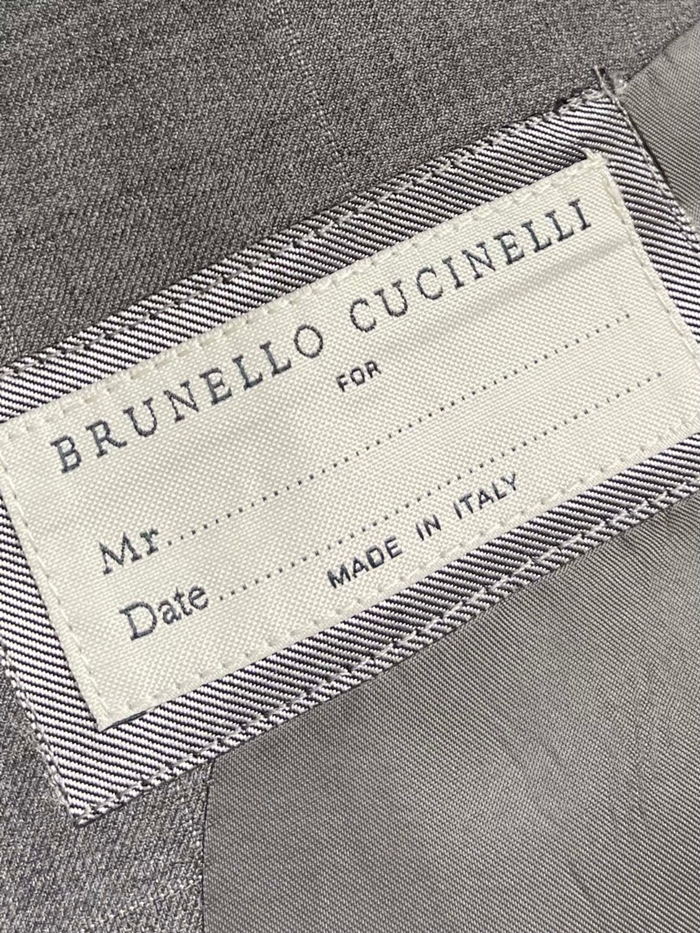 BRUNELLO CUCINELLI
FOR
Mr..............................................
Date..............................................
MADE IN ITALY